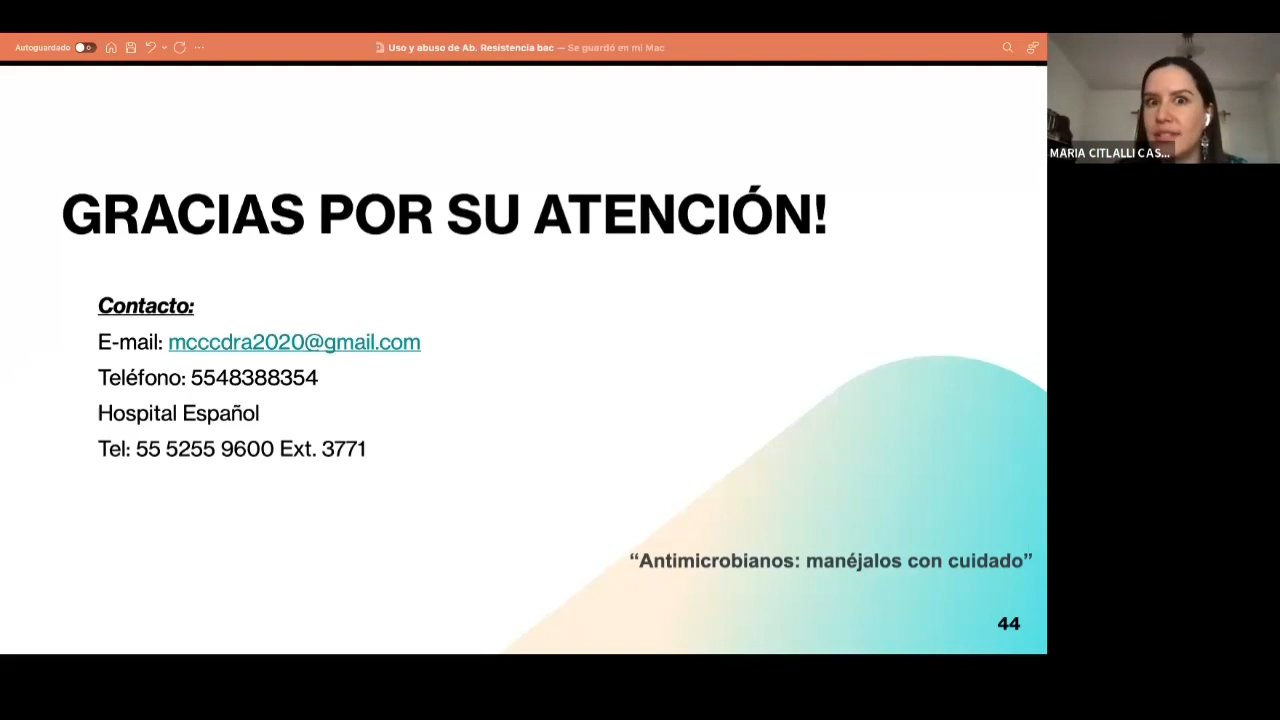 Autoguardado
Uso y abuso de Ab. Resistencia bac — Se guardó en mi Mac
MARIA CITLALLI CAS...
GRACIAS POR SU ATENCIÓN!
Contacto:
E-mail: mcccdra2020@gmail.com
Teléfono: 5548388354
Hospital Español
Tel: 55 5255 9600 Ext. 3771
“Antimicrobianos: manéjalos con cuidado”
44